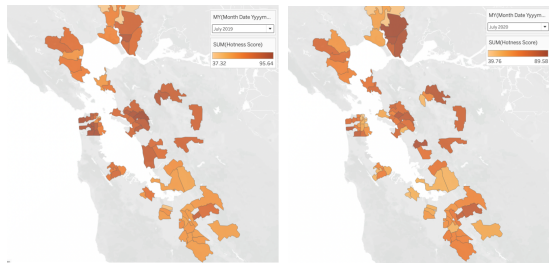 MY(Month Date Yyyym...
July 2019
SUM(Hotness Score)
37.32 95.64
MY(Month Date Yyyym...
July 2020
SUM(Hotness Score)
39.76 89.58